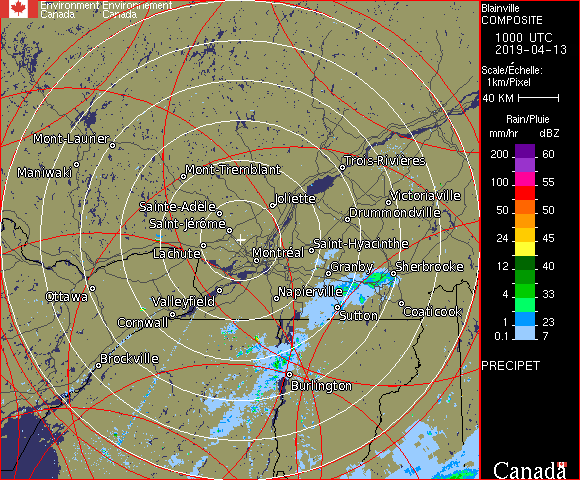 Environment Environnement
Canada Canada
Blainville
COMPOSITE
1000 UTC
2019-04-13
Scale/Échelle:
1km/Pixel
40 KM
Rain/Pluie
mm/hr dBZ
200 60
100 55
50 50
24 45
12 40
4 33
1 23
0.1 7
PRECIPET
Canada
Mont-Laurier
Maniwaki
Mont-Tremblant
Trois-Rivières
Joliette
Victoriaville
Sainte-Adèle
Drummondville
Saint-Jérôme
Saint-Hyacinthe
Lachute
Montréal
Granby
Sherbrooke
Ottawa
Valleyfield
Napierville
Coaticook
Cornwall
Sutton
Brockville
Burlington